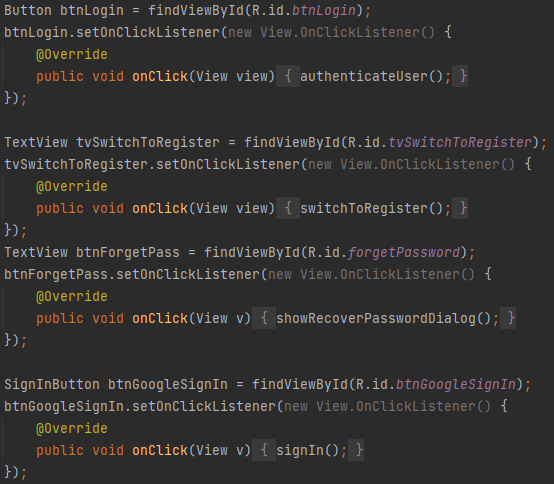 Button btnLogin = findViewById(R.id.btnLogin);
btnLogin.setOnClickListener(new View.OnClickListener() {
    @Override
    public void onClick(View view) { authenticateUser(); }
});

TextView tvSwitchToRegister = findViewById(R.id.tvSwitchToRegister);
tvSwitchToRegister.setOnClickListener(new View.OnClickListener() {
    @Override
    public void onClick(View view) { switchToRegister(); }
});
TextView btnForgetPass = findViewById(R.id.forgetPassword);
btnForgetPass.setOnClickListener(new View.OnClickListener() {
    @Override
    public void onClick(View v) { showRecoverPasswordDialog(); }
});

SignInButton btnGoogleSignIn = findViewById(R.id.btnGoogleSignIn);
btnGoogleSignIn.setOnClickListener(new View.OnClickListener() {
    @Override
    public void onClick(View v) { signIn(); }
});